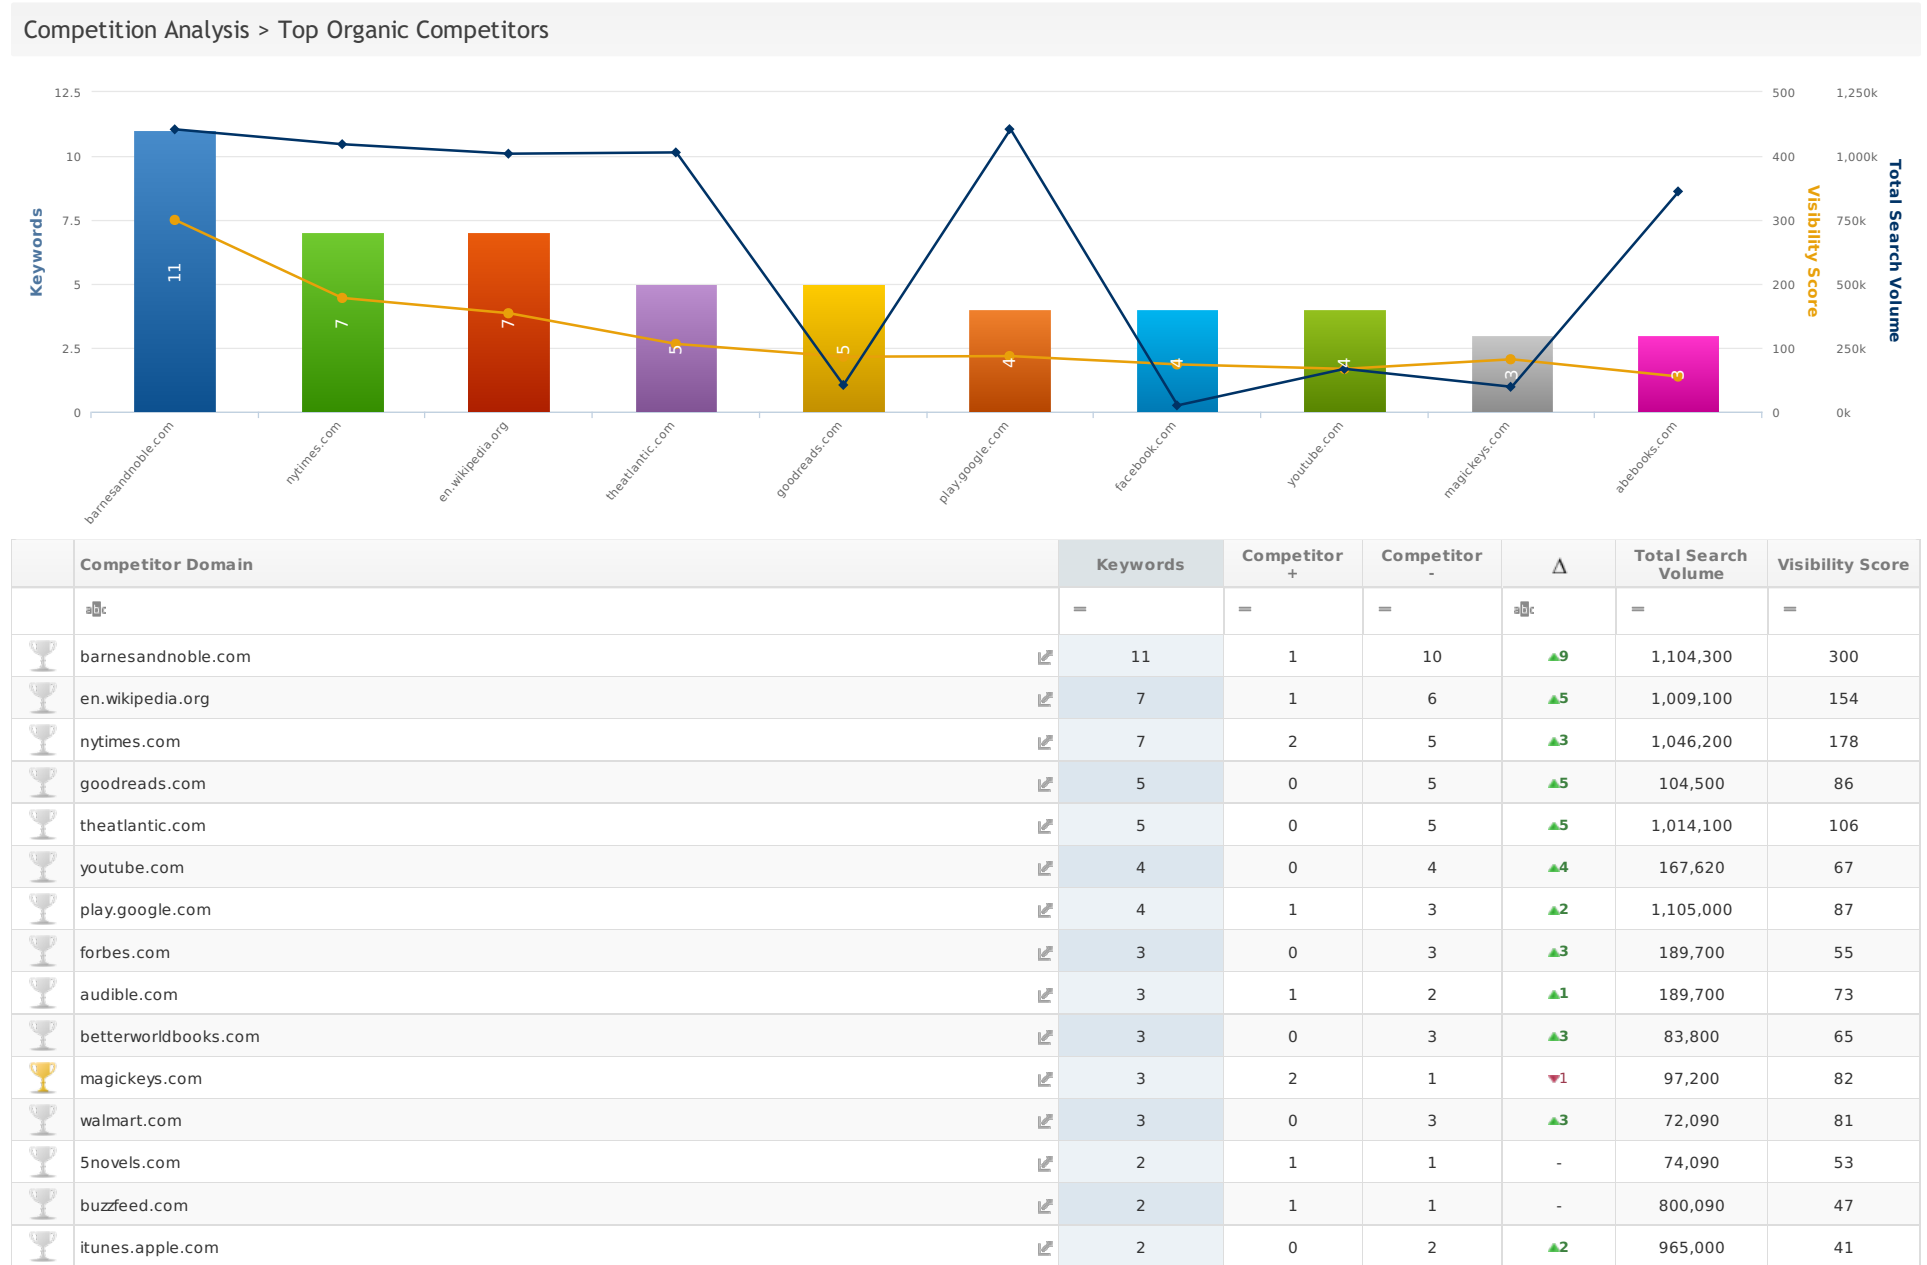 Competition Analysis > Top Organic Competitors
12.5 500 1,250k
10 400 1,000k
7.5 300 750k
5 200 500k
2.5 100 250k
0 0 0k
Keywords
Visibility Score
Total Search Volume
11 7 7 5 5 4 4 4 3 3
barnesandnoble.com nytimes.com en.wikipedia.org theatlantic.com goodreads.com play.google.com facebook.com youtube.com magickeys.com abebooks.com
Competitor Domain Keywords Competitor + Competitor - Δ Total Search Volume Visibility Score
abc = = = abc = =
barnesandnoble.com 11 1 10 ▲9 1,104,300 300
en.wikipedia.org 7 1 6 ▲5 1,009,100 154
nytimes.com 7 2 5 ▲3 1,046,200 178
goodreads.com 5 0 5 ▲5 104,500 86
theatlantic.com 5 0 5 ▲5 1,014,100 106
youtube.com 4 0 4 ▲4 167,620 67
play.google.com 4 1 3 ▲2 1,105,000 87
forbes.com 3 0 3 ▲3 189,700 55
audible.com 3 1 2 ▲1 189,700 73
betterworldbooks.com 3 0 3 ▲3 83,800 65
magickeys.com 3 2 1 ▼1 97,200 82
walmart.com 3 0 3 ▲3 72,090 81
5novels.com 2 1 1 - 74,090 53
buzzfeed.com 2 1 1 - 800,090 47
itunes.apple.com 2 0 2 ▲2 965,000 41